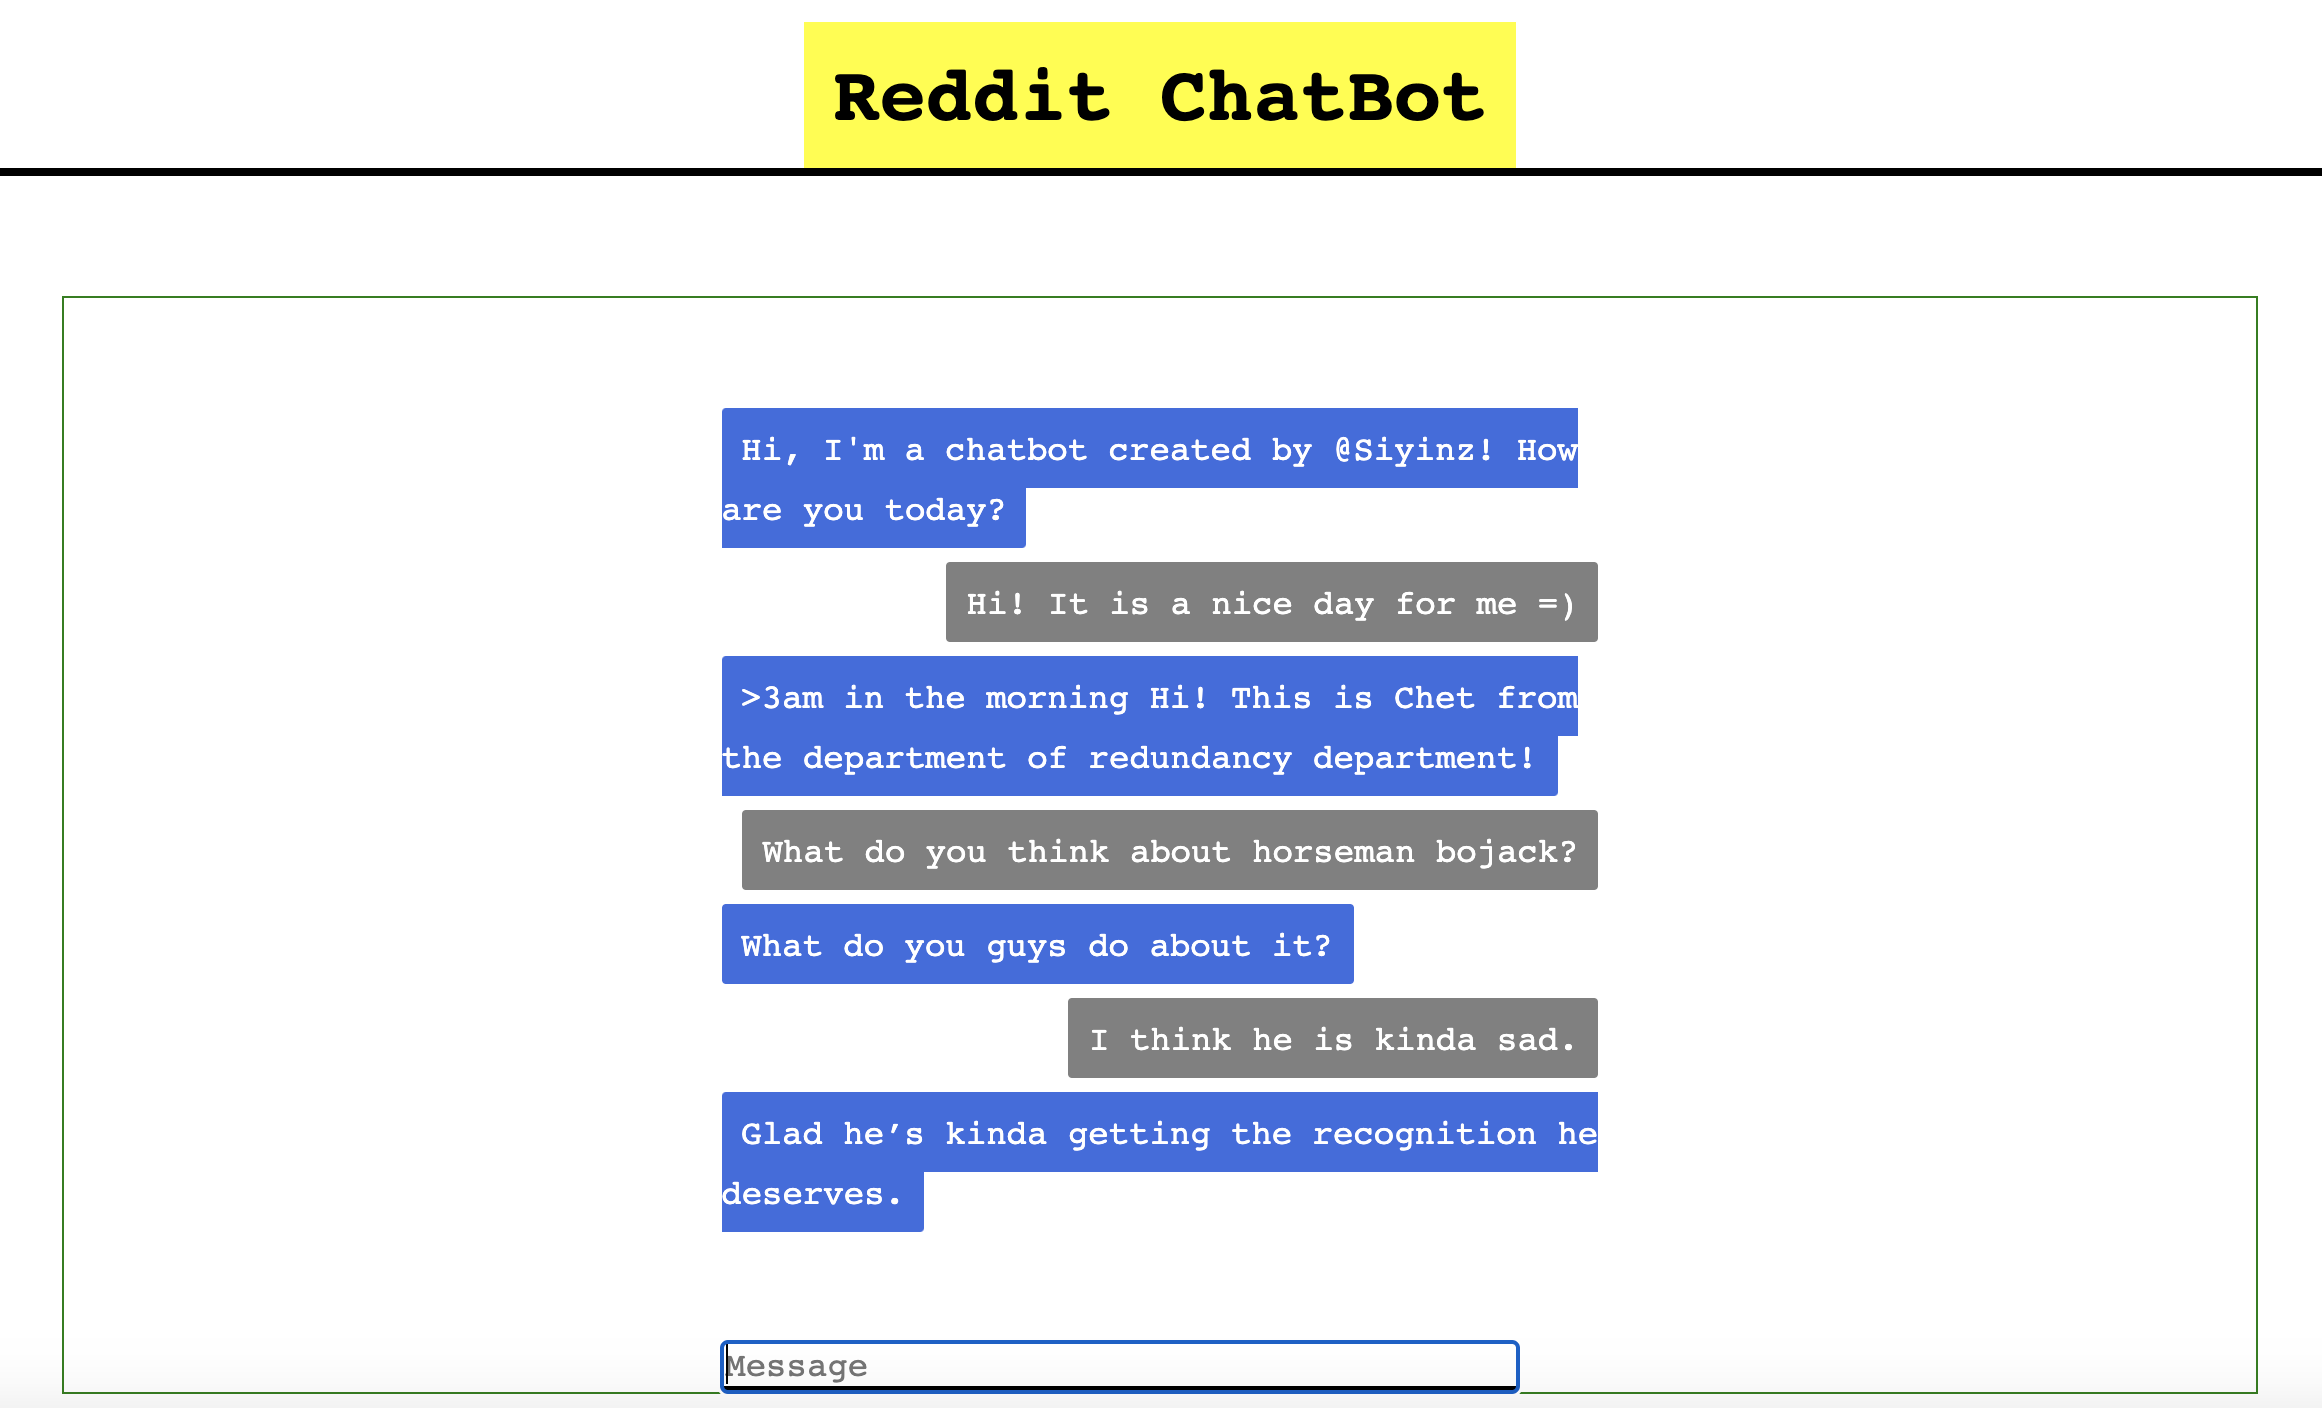 Reddit ChatBot
Hi, I'm a chatbot created by @Siyinz! How
are you today?
Hi! It is a nice day for me =)
>3am in the morning Hi! This is Chet from
the department of redundancy department!
What do you think about horseman bojack?
What do you guys do about it?
I think he is kinda sad.
Glad he’s kinda getting the recognition he
deserves.
Message